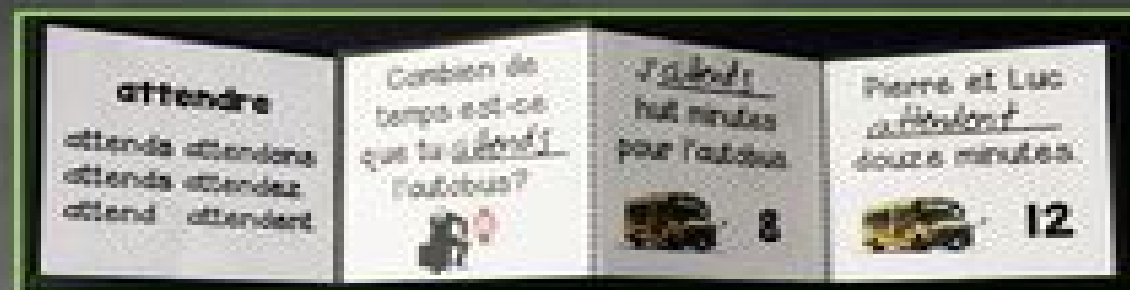 attendre
attends attendons
attends attendez
attend attendent
Combien de
temps est-ce
que tu attends
l'autobus?
J'attends
huit minutes
pour l'autobus.
8
Pierre et Luc
attendent
douze minutes.
12